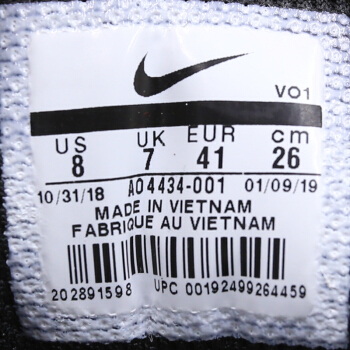 VO1
US UK EUR cm
8 7 41 26
10/31/18 AO4434-001 01/09/19
MADE IN VIETNAM
FABRIQUE AU VIETNAM
202891598 UPC 00192499264459